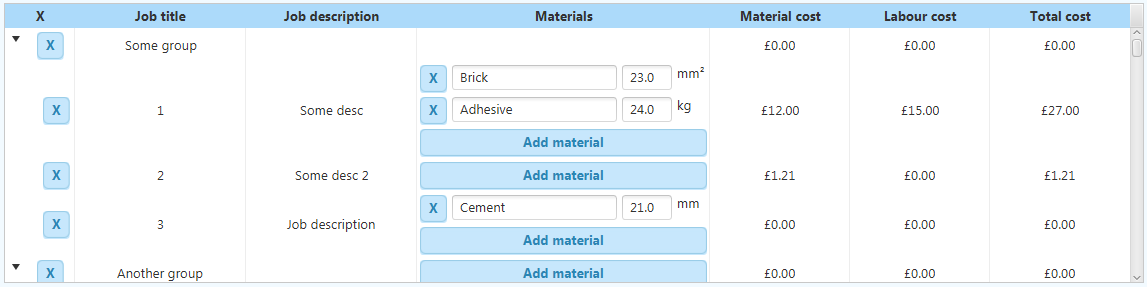 X Job title Job description Materials Material cost Labour cost Total cost
X Some group £0.00 £0.00 £0.00
X Brick 23.0 mm²
X 1 Some desc X Adhesive 24.0 kg £12.00 £15.00 £27.00
Add material
X 2 Some desc 2 Add material £1.21 £0.00 £1.21
X Cement 21.0 mm
X 3 Job description £0.00 £0.00 £0.00
Add material
X Another group Add material £0.00 £0.00 £0.00